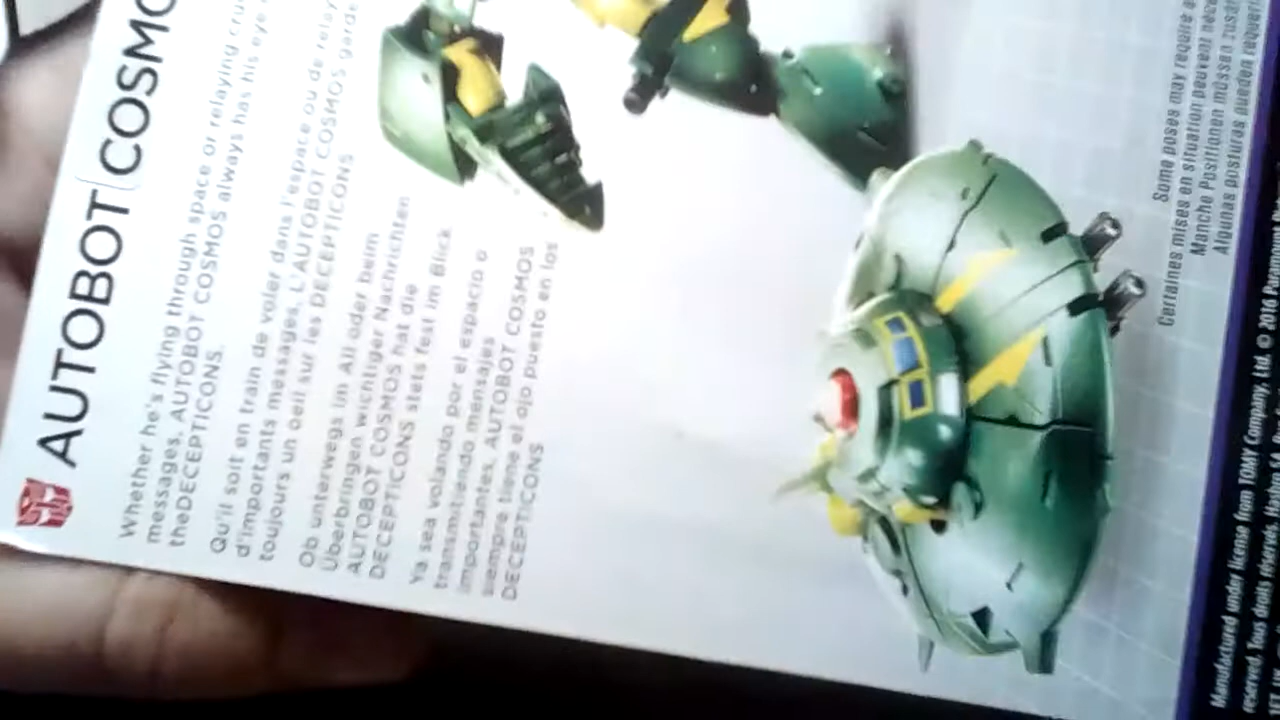 AUTOBOT COSMO
Whether he's flying through space or relaying cru
messages, AUTOBOT COSMOS always has his eye
theDECEPTICONS.
Qu'il soit en train de voler dans l'espace ou de relay
d'importants messages, L'AUTOBOT COSMOS garde
toujours un oeil sur les DECEPTICONS
Ob unterwegs im All oder beim
Überbringen wichtiger Nachrichten
AUTOBOT COSMOS hat die
DECEPTICONS stets fest im Blick
Ya sea volando por el espacio o
transmitiendo mensajes
importantes, AUTOBOT COSMOS
siempre tiene el ojo puesto en los
DECEPTICONS
Some poses may require
Certaines mises en situation peuvent néce
Manche Positionen müssen
Algunas posturas pueden requeri
Manufactured under license from TOMY Company, Ltd. © 2016 Paramount
reserved. Tous droits réservés. Hasbro SA,